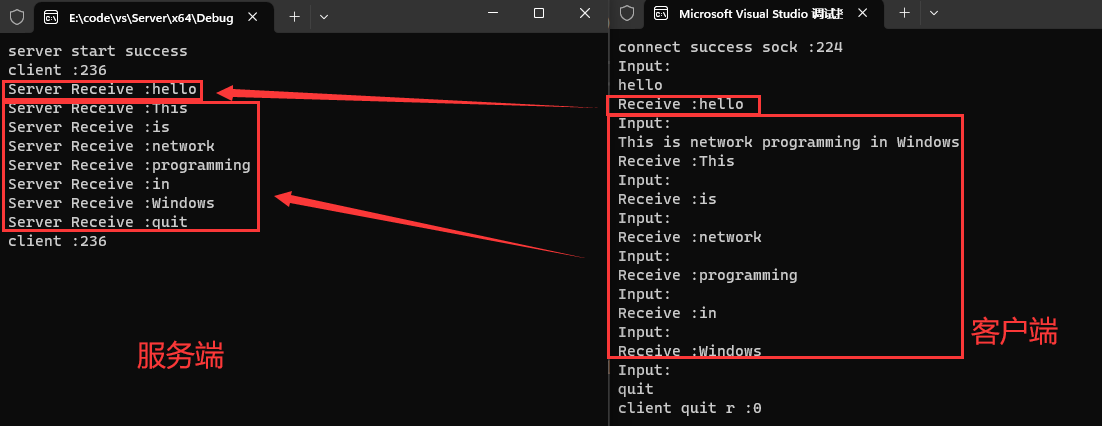 E:\code\vs\Server\x64\Debug
server start success
client :236
Server Receive :hello
Server Receive :This
Server Receive :is
Server Receive :network
Server Receive :programming
Server Receive :in
Server Receive :Windows
Server Receive :quit
client :236
服务端
Microsoft Visual Studio 调试
connect success sock :224
Input:
hello
Receive :hello
Input:
This is network programming in Windows
Receive :This
Input:
Receive :is
Input:
Receive :network
Input:
Receive :programming
Input:
Receive :in
Input:
Receive :Windows
Input:
quit
client quit r :0
客户端